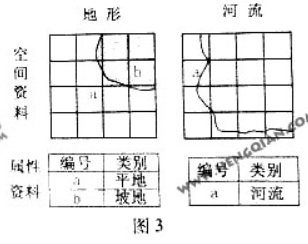 地形 河流
空间资料
b
a
a
属性资料
编号 类别
a 平地
b 坡地
编号 类别
a 河流
图3